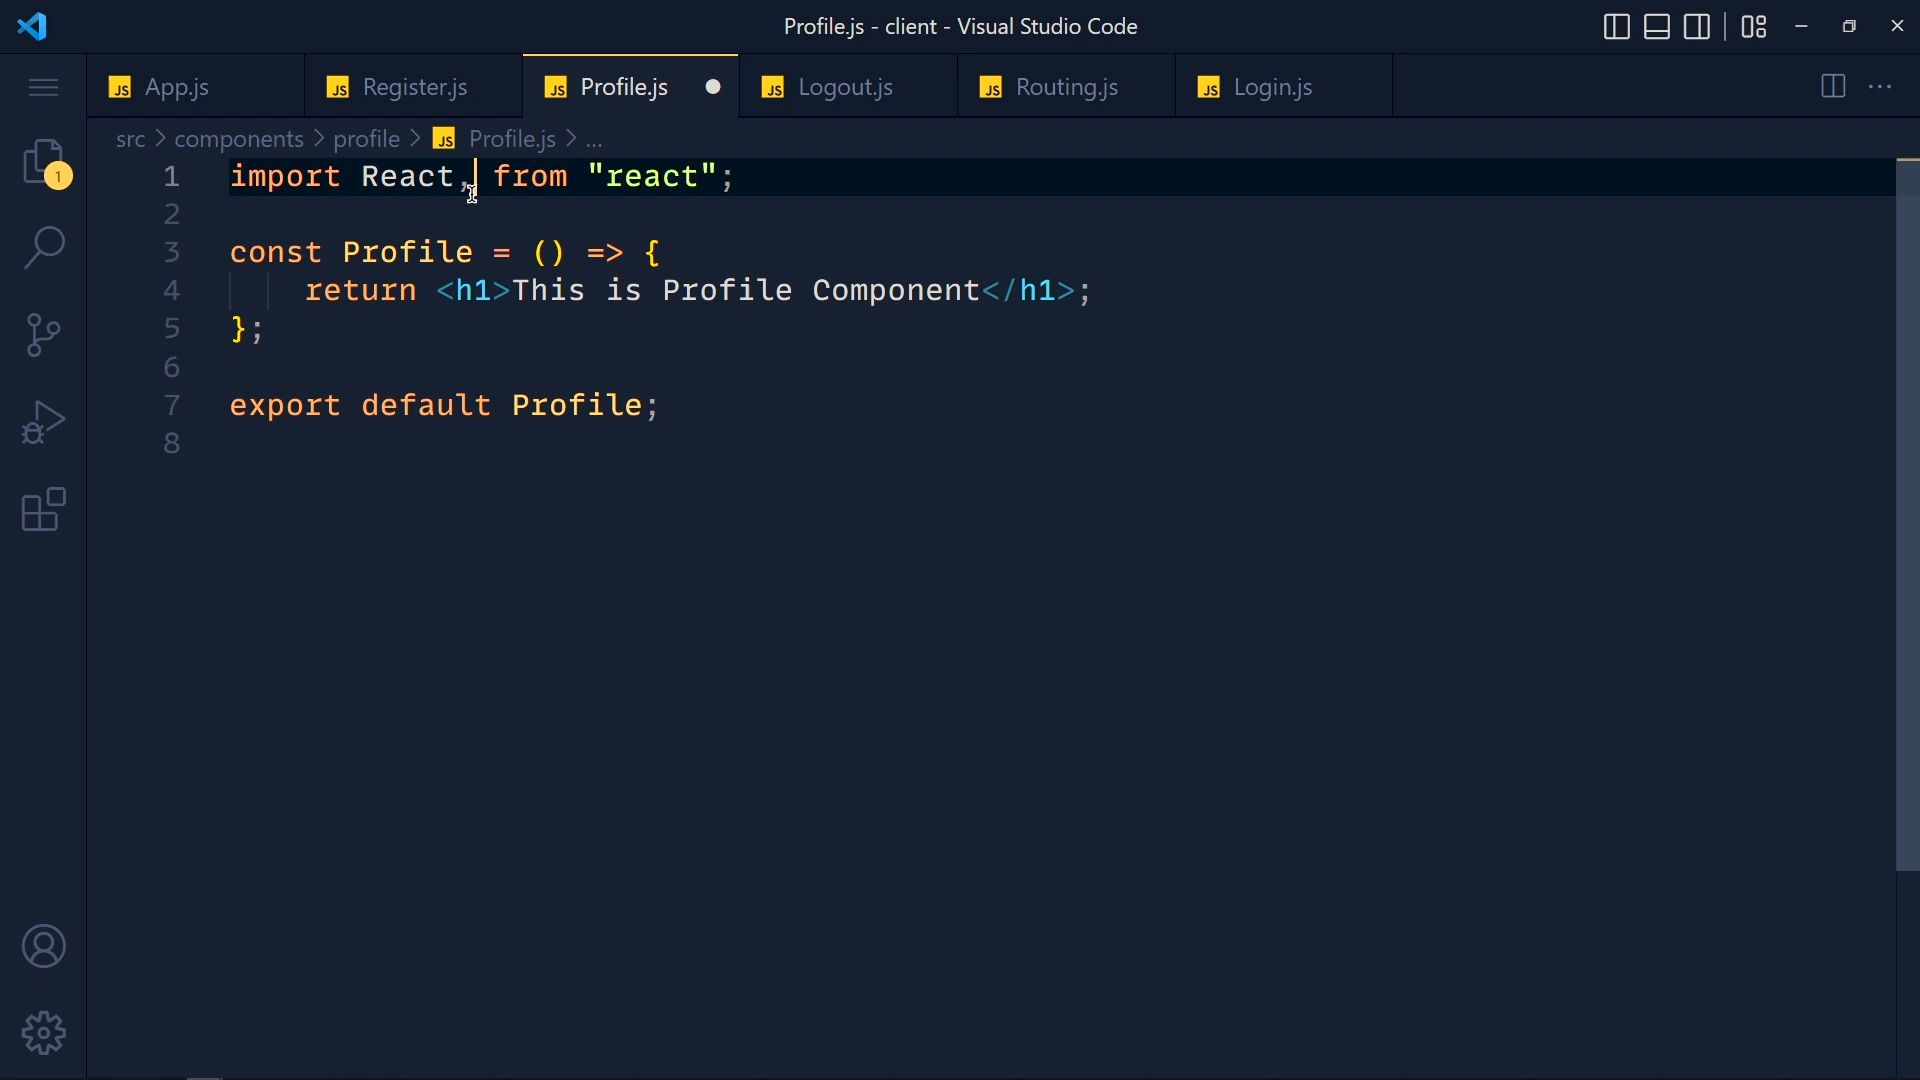 Profile.js - client - Visual Studio Code
JS App.js JS Register.js JS Profile.js JS Logout.js JS Routing.js JS Login.js
src > components > profile > JS Profile.js > ...
1
1 import React, from "react";
2
3 const Profile = () => {
4 return <h1>This is Profile Component</h1>;
5 };
6
7 export default Profile;
8